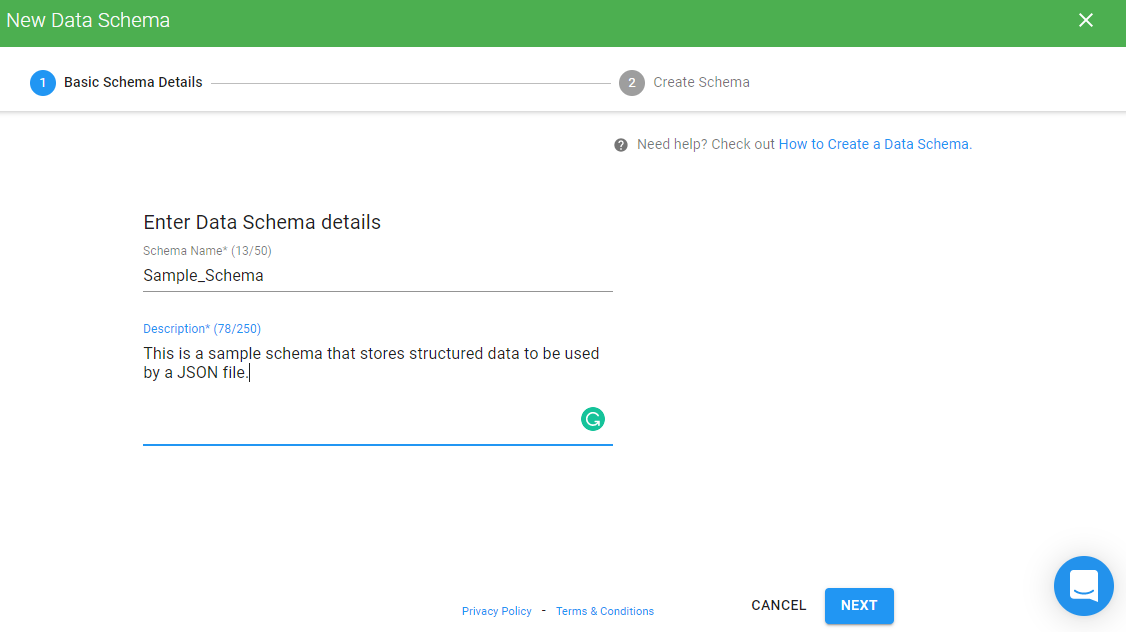 New Data Schema
1 Basic Schema Details 2 Create Schema
? Need help? Check out How to Create a Data Schema.
Enter Data Schema details
Schema Name* (13/50)
Sample_Schema
Description* (78/250)
This is a sample schema that stores structured data to be used
by a JSON file.
CANCEL NEXT
Privacy Policy - Terms & Conditions